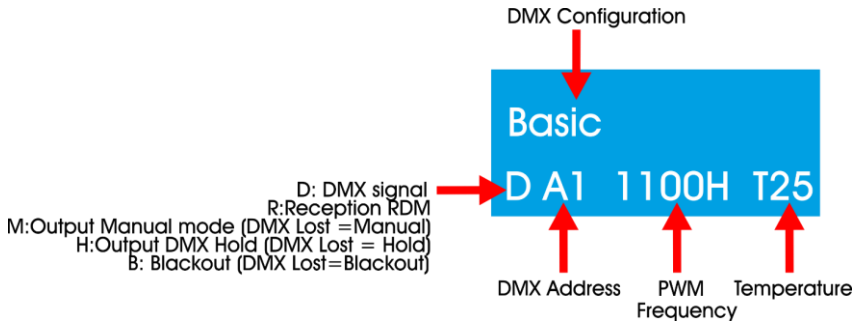 DMX Configuration
Basic
D A1 1100H T25
D: DMX signal
R:Reception RDM
M:Output Manual mode (DMX Lost =Manual)
H:Output DMX Hold (DMX Lost = Hold)
B: Blackout (DMX Lost=Blackout)
DMX Address
PWM
Frequency
Temperature